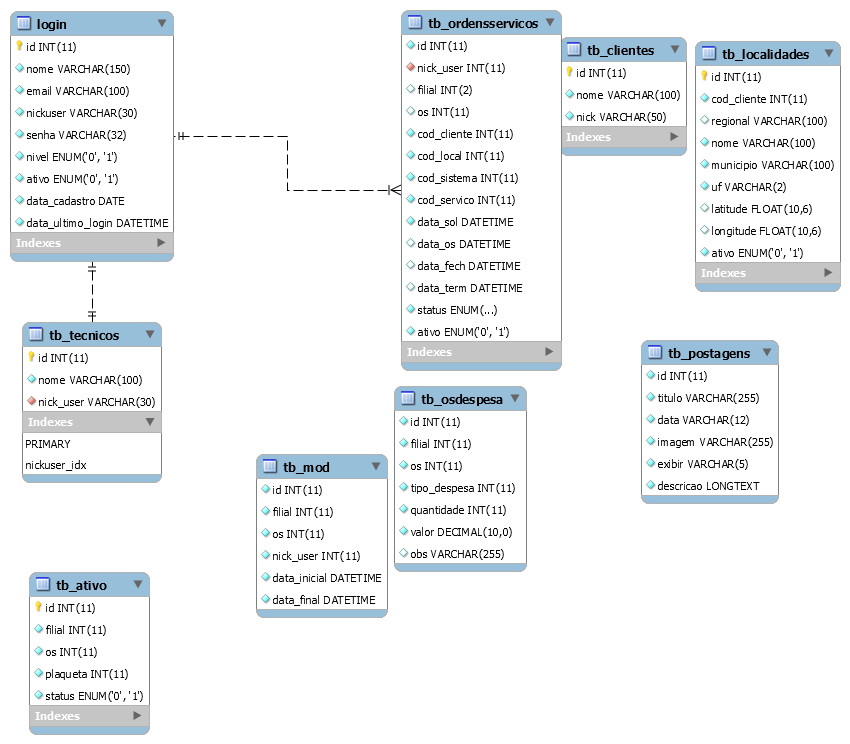 login
id INT(11)
nome VARCHAR(150)
email VARCHAR(100)
nickuser VARCHAR(30)
senha VARCHAR(32)
nivel ENUM('0', '1')
ativo ENUM('0', '1')
data_cadastro DATE
data_ultimo_login DATETIME
Indexes
tb_ordensservicos
id INT(11)
nick_user INT(11)
filial INT(2)
os INT(11)
cod_cliente INT(11)
cod_local INT(11)
cod_sistema INT(11)
cod_servico INT(11)
data_sol DATETIME
data_os DATETIME
data_fech DATETIME
data_term DATETIME
status ENUM(...)
ativo ENUM('0', '1')
Indexes
tb_clientes
id INT(11)
nome VARCHAR(100)
nick VARCHAR(50)
Indexes
tb_localidades
id INT(11)
cod_cliente INT(11)
regional VARCHAR(100)
nome VARCHAR(100)
municipio VARCHAR(100)
uf VARCHAR(2)
latitude FLOAT(10,6)
longitude FLOAT(10,6)
ativo ENUM('0', '1')
Indexes
tb_tecnicos
id INT(11)
nome VARCHAR(100)
nick_user VARCHAR(30)
Indexes
PRIMARY
nickuser_idx
tb_postagens
id INT(11)
titulo VARCHAR(255)
data VARCHAR(12)
imagem VARCHAR(255)
exibir VARCHAR(5)
descricao LONGTEXT
tb_osdespesa
id INT(11)
filial INT(11)
os INT(11)
tipo_despesa INT(11)
quantidade INT(11)
valor DECIMAL(10,0)
obs VARCHAR(255)
tb_mod
id INT(11)
filial INT(11)
os INT(11)
nick_user INT(11)
data_inicial DATETIME
data_final DATETIME
tb_ativo
id INT(11)
filial INT(11)
os INT(11)
plaqueta INT(11)
status ENUM('0', '1')
Indexes